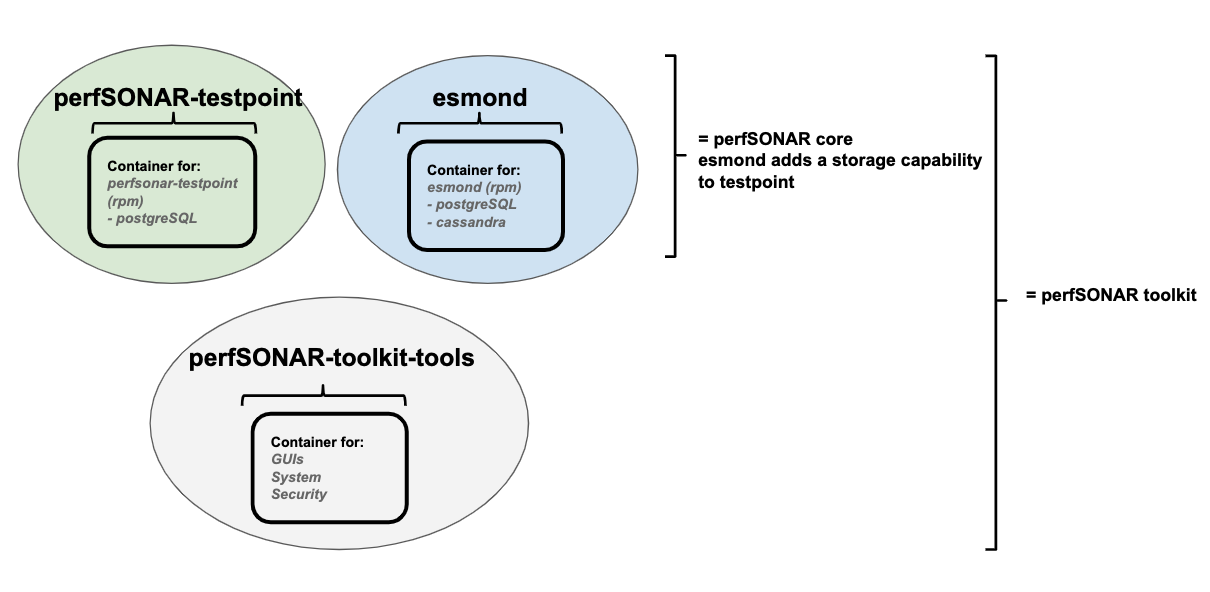 perfSONAR-testpoint
Container for:
perfsonar-testpoint
(rpm)
- postgreSQL
esmond
Container for:
esmond (rpm)
- postgreSQL
- cassandra
= perfSONAR core
esmond adds a storage capability
to testpoint
= perfSONAR toolkit
perfSONAR-toolkit-tools
Container for:
GUIs
System
Security